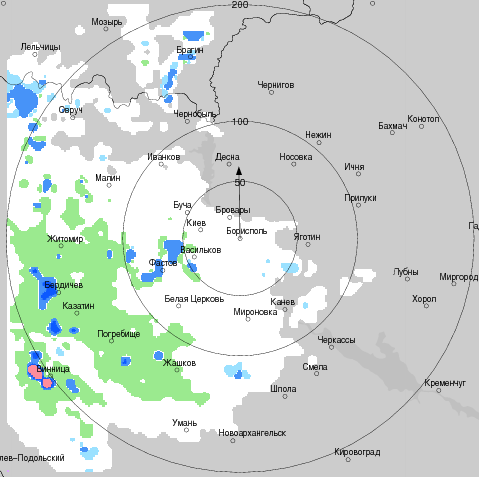 200
Мозырь
Лельчицы
Брагин
Чернигов
Овруч
Чернобыль
100
Конотоп
Бахмач
Нежин
Иванков
Десна
Носовка
Ичня
Малин
50
Прилуки
Буча
Бровары
Киев
Борисполь
Яготин
Житомир
Васильков
Фастов
Лубны
Миргород
Бердичев
Белая Церковь
Канев
Хорол
Казатин
Мироновка
Погребище
Черкассы
Жашков
Смела
Винница
Шпола
Кременчуг
Умань
Новоархангельск
Кировоград
лев-Подольский